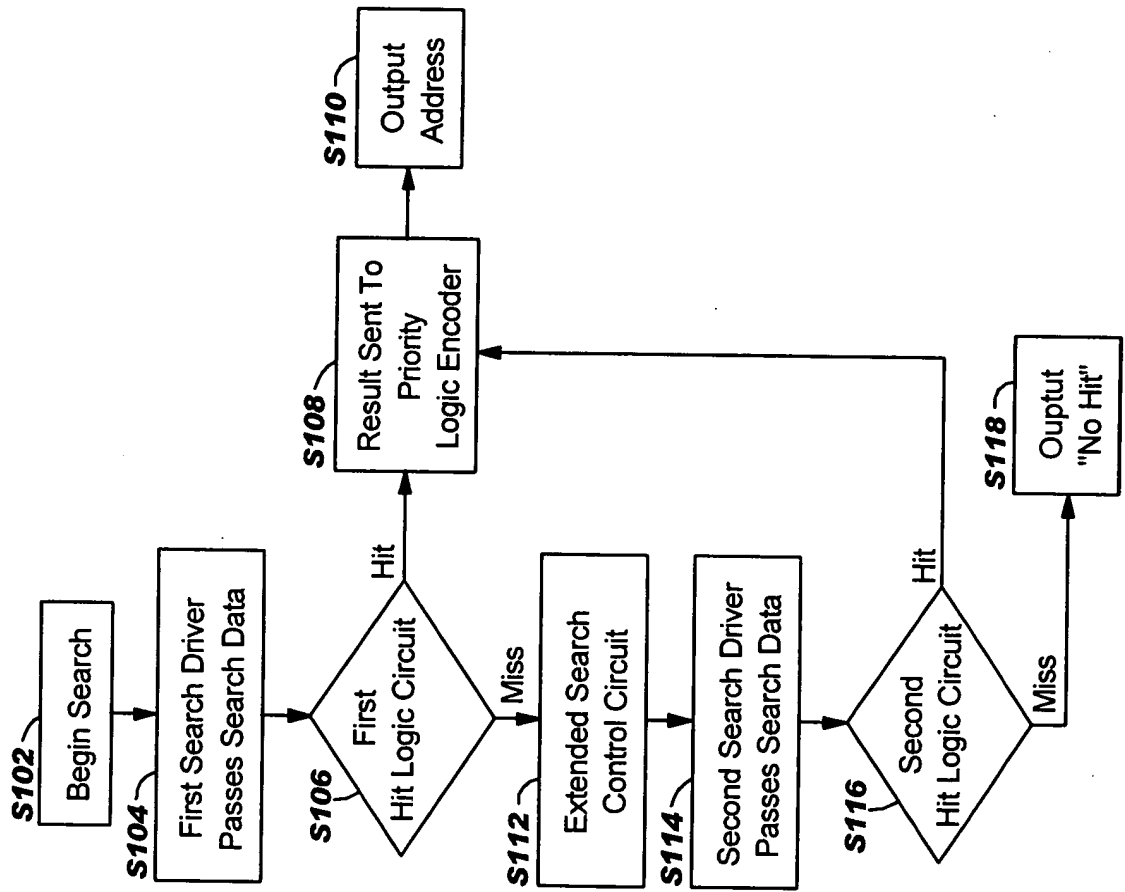 S102
Begin Search
S104
First Search Driver
Passes Search Data
S106
First
Hit Logic Circuit
Hit
Miss
S108
Result Sent To
Priority
Logic Encoder
S110
Output
Address
S112
Extended Search
Control Circuit
S114
Second Search Driver
Passes Search Data
S116
Second
Hit Logic Circuit
Hit
Miss
S118
Ouptut
"No Hit"